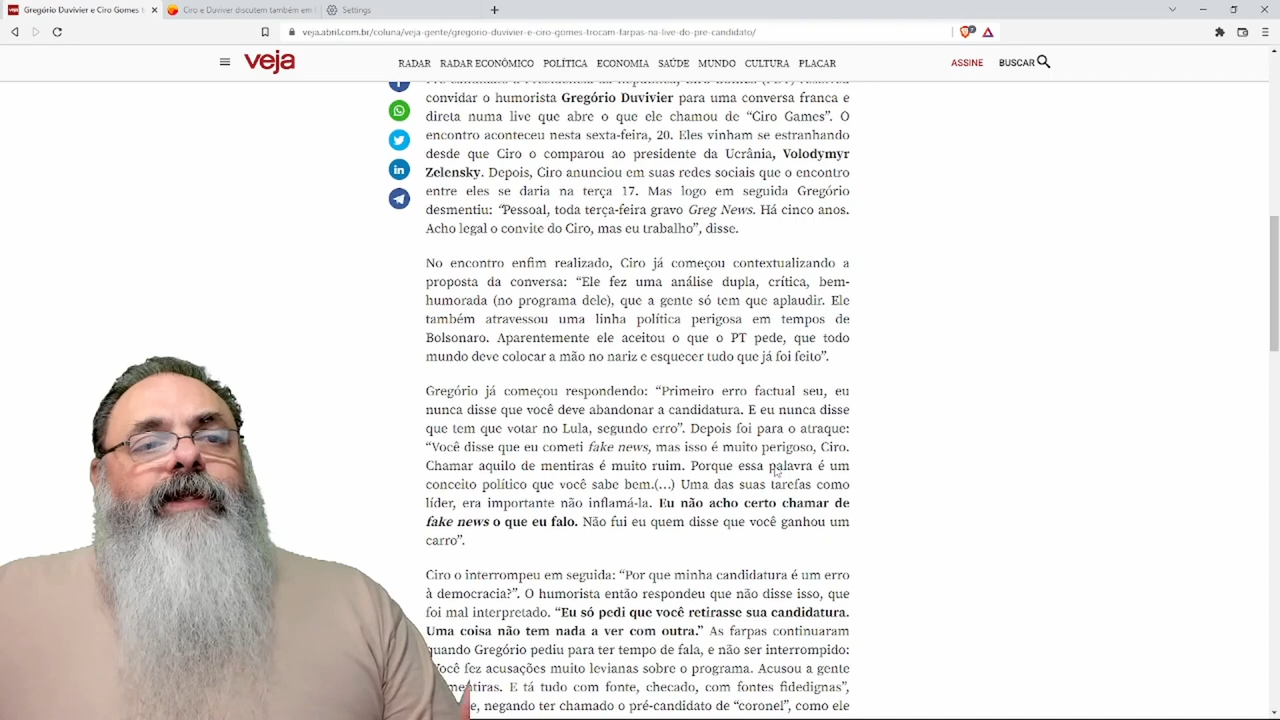 Gregório Duvivier e Ciro Gomes t
Ciro e Duviver discutem também em
Settings
veja.abril.com.br/coluna/veja-gente/gregorio-duvivier-e-ciro-gomes-trocam-farpas-na-live-do-pre-candidato/
veja
RADAR RADAR ECONÔMICO POLÍTICA ECONOMIA SAÚDE MUNDO CULTURA PLACAR
ASSINE BUSCAR
convidar o humorista Gregório Duvivier para uma conversa franca e
direta numa live que abre o que ele chamou de “Ciro Games”. O
encontro aconteceu nesta sexta-feira, 20. Eles vinham se estranhando
desde que Ciro o comparou ao presidente da Ucrânia, Volodymyr
Zelensky. Depois, Ciro anunciou em suas redes sociais que o encontro
entre eles se daria na terça 17. Mas logo em seguida Gregório
desmentiu: “Pessoal, toda terça-feira gravo Greg News. Há cinco anos.
Acho legal o convite do Ciro, mas eu trabalho”, disse.
No encontro enfim realizado, Ciro já começou contextualizando a
proposta da conversa: “Ele fez uma análise dupla, crítica, bem-
humorada (no programa dele), que a gente só tem que aplaudir. Ele
também atravessou uma linha política perigosa em tempos de
Bolsonaro. Aparentemente ele aceitou o que o PT pede, que todo
mundo deve colocar a mão no nariz e esquecer tudo que já foi feito”.
Gregório já começou respondendo: “Primeiro erro factual seu, eu
nunca disse que você deve abandonar a candidatura. E eu nunca disse
que tem que votar no Lula, segundo erro”. Depois foi para o atraque:
“Você disse que eu cometi fake news, mas isso é muito perigoso, Ciro.
Chamar aquilo de mentiras é muito ruim. Porque essa palavra é um
conceito político que você sabe bem.(…) Uma das suas tarefas como
líder, era importante não inflamá-la. Eu não acho certo chamar de
fake news o que eu falo. Não fui eu quem disse que você ganhou um
carro”.
Ciro o interrompeu em seguida: “Por que minha candidatura é um erro
à democracia?”. O humorista então respondeu que não disse isso, que
foi mal interpretado. “Eu só pedi que você retirasse sua candidatura.
Uma coisa não tem nada a ver com outra.” As farpas continuaram
quando Gregório pediu para ter tempo de fala, e não ser interrompido:
Você fez acusações muito levianas sobre o programa. Acusou a gente
mentiras. E tá tudo com fonte, checado, com fontes fidedignas”,
e, negando ter chamado o pré-candidato de “coronel”, como ele